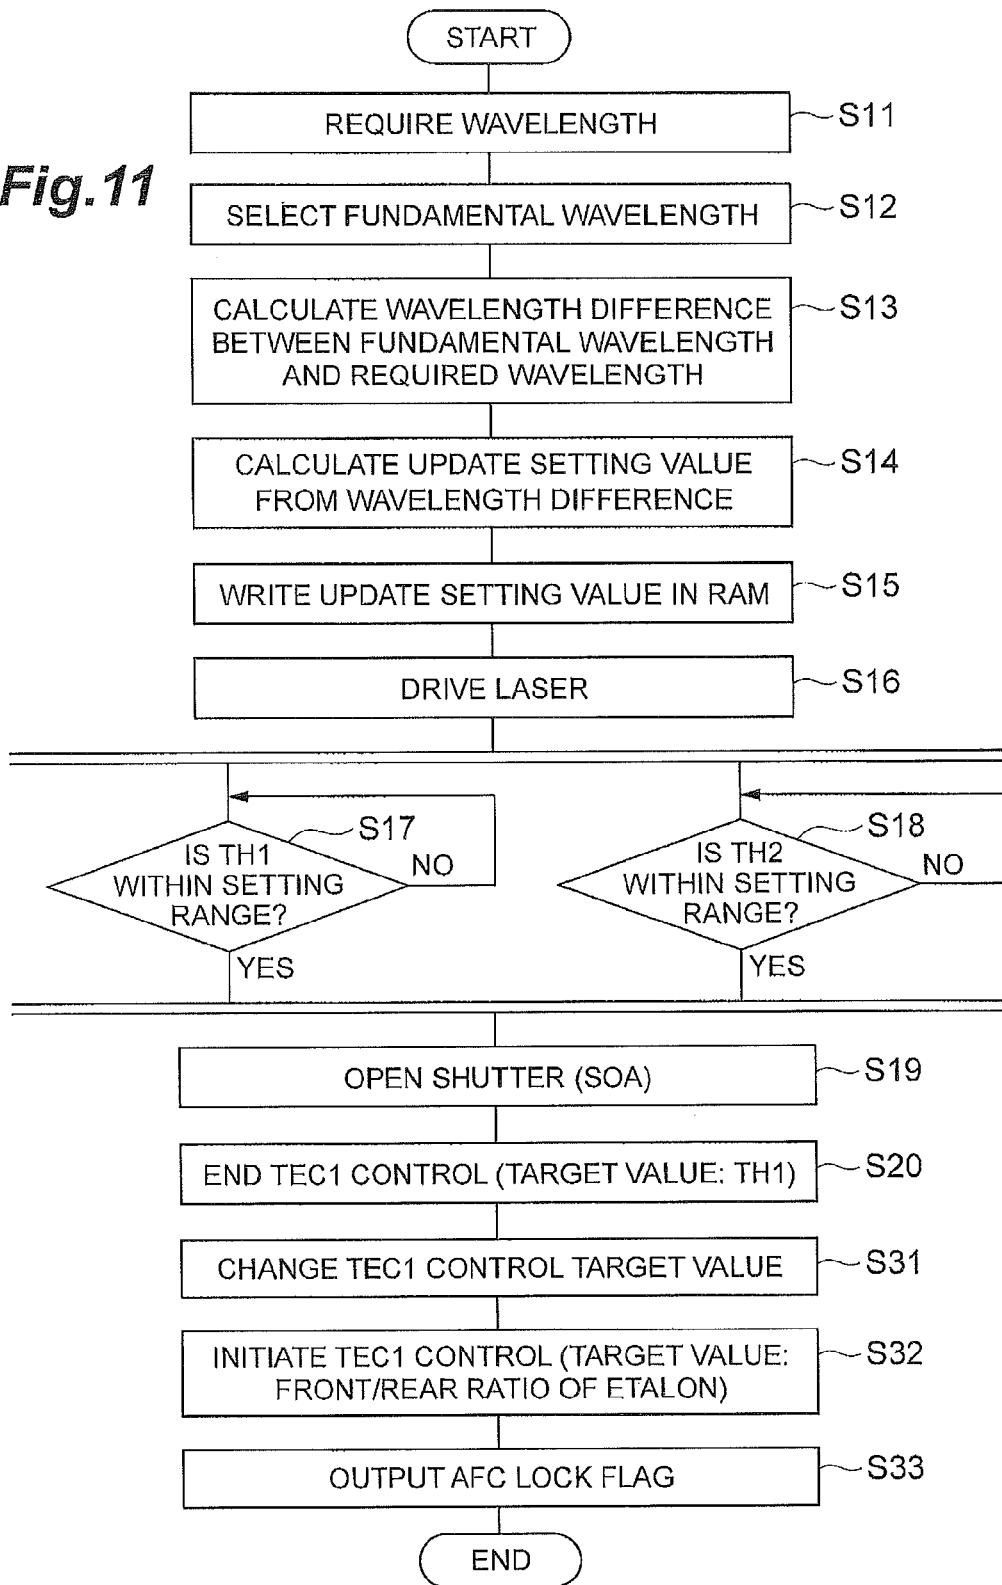 START
REQUIRE WAVELENGTH
S11
Fig.11
SELECT FUNDAMENTAL WAVELENGTH
S12
CALCULATE WAVELENGTH DIFFERENCE
BETWEEN FUNDAMENTAL WAVELENGTH
AND REQUIRED WAVELENGTH
S13
CALCULATE UPDATE SETTING VALUE
FROM WAVELENGTH DIFFERENCE
S14
WRITE UPDATE SETTING VALUE IN RAM
S15
DRIVE LASER
S16
S17
IS TH1
WITHIN SETTING
RANGE?
NO
YES
S18
IS TH2
WITHIN SETTING
RANGE?
NO
YES
OPEN SHUTTER (SOA)
S19
END TEC1 CONTROL (TARGET VALUE: TH1)
S20
CHANGE TEC1 CONTROL TARGET VALUE
S31
INITIATE TEC1 CONTROL (TARGET VALUE:
FRONT/REAR RATIO OF ETALON)
S32
OUTPUT AFC LOCK FLAG
S33
END